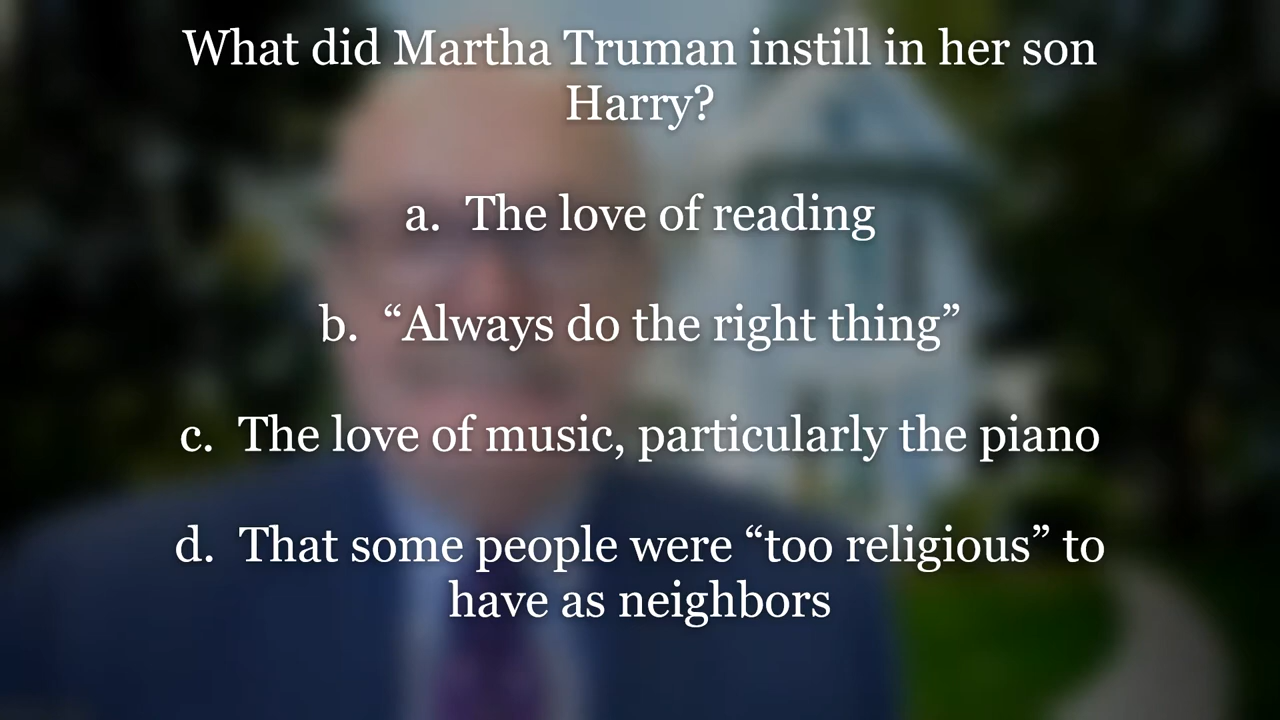 What did Martha Truman instill in her son
Harry?
a. The love of reading
b. “Always do the right thing”
c. The love of music, particularly the piano
d. That some people were “too religious” to
have as neighbors